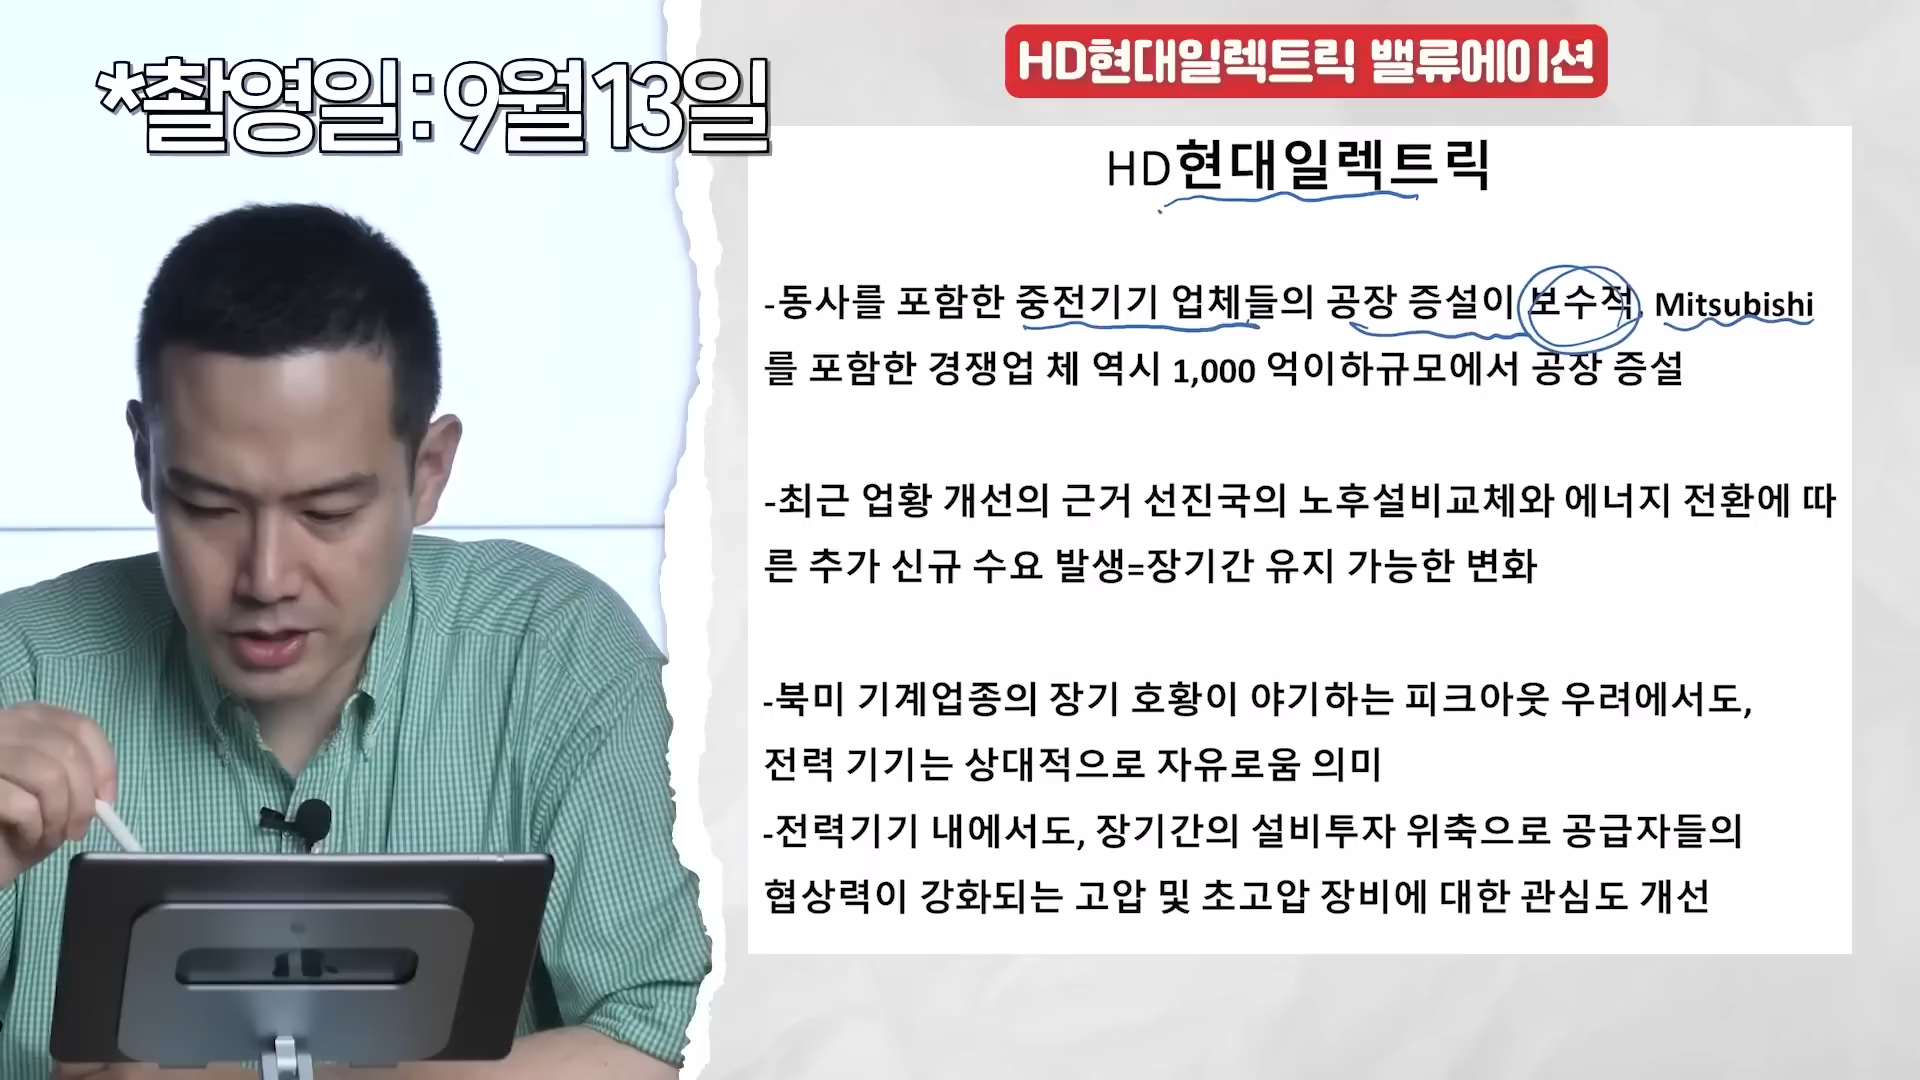 *촬영일:9월13일
HD현대일렉트릭 밸류에이션
HD현대일렉트릭
-동사를 포함한 중전기기 업체들의 공장 증설이 보수적, Mitsubishi
를 포함한 경쟁업 체 역시 1,000 억이하규모에서 공장 증설
-최근 업황 개선의 근거 선진국의 노후설비교체와 에너지 전환에 따
른 추가 신규 수요 발생=장기간 유지 가능한 변화
-북미 기계업종의 장기 호황이 야기하는 피크아웃 우려에서도,
전력 기기는 상대적으로 자유로움 의미
-전력기기 내에서도, 장기간의 설비투자 위축으로 공급자들의
협상력이 강화되는 고압 및 초고압 장비에 대한 관심도 개선